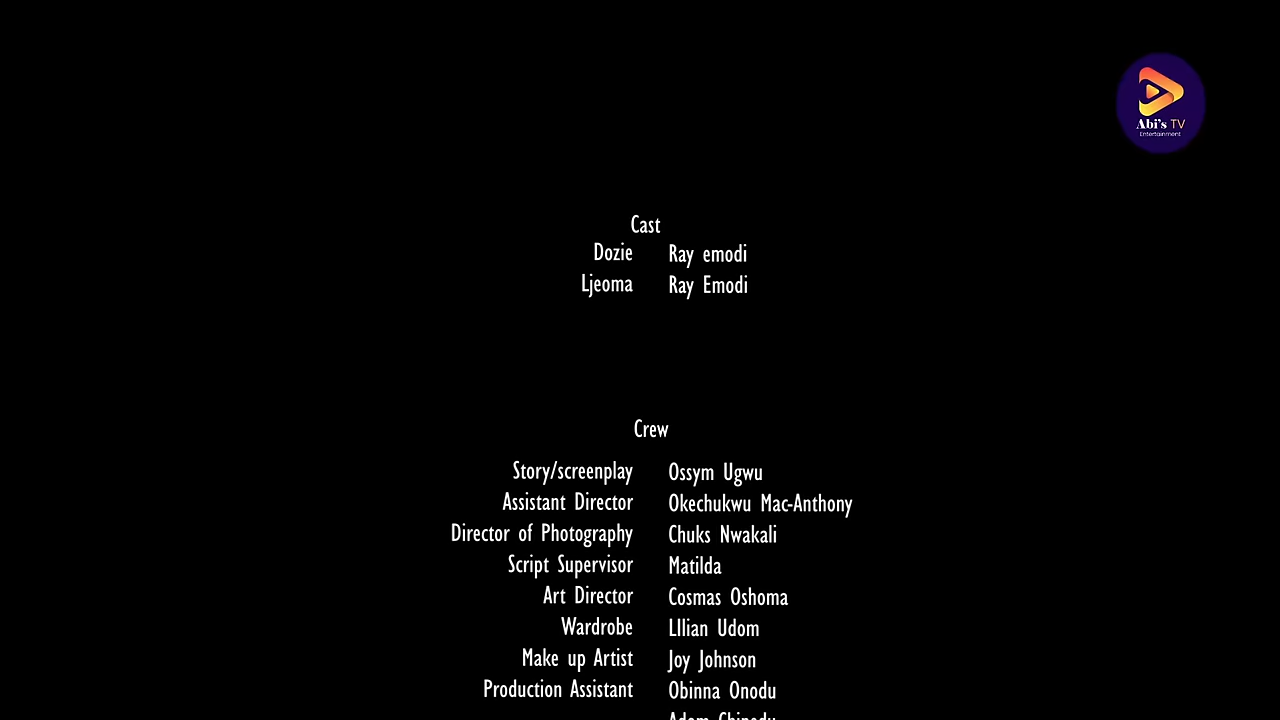 Abi's TV
Entertainment
Cast
Dozie Ray emodi
Ljeoma Ray Emodi
Crew
Story/screenplay Ossym Ugwu
Assistant Director Okechukwu Mac-Anthony
Director of Photography Chuks Nwakali
Script Supervisor Matilda
Art Director Cosmas Oshoma
Wardrobe LIlian Udom
Make up Artist Joy Johnson
Production Assistant Obinna Onodu